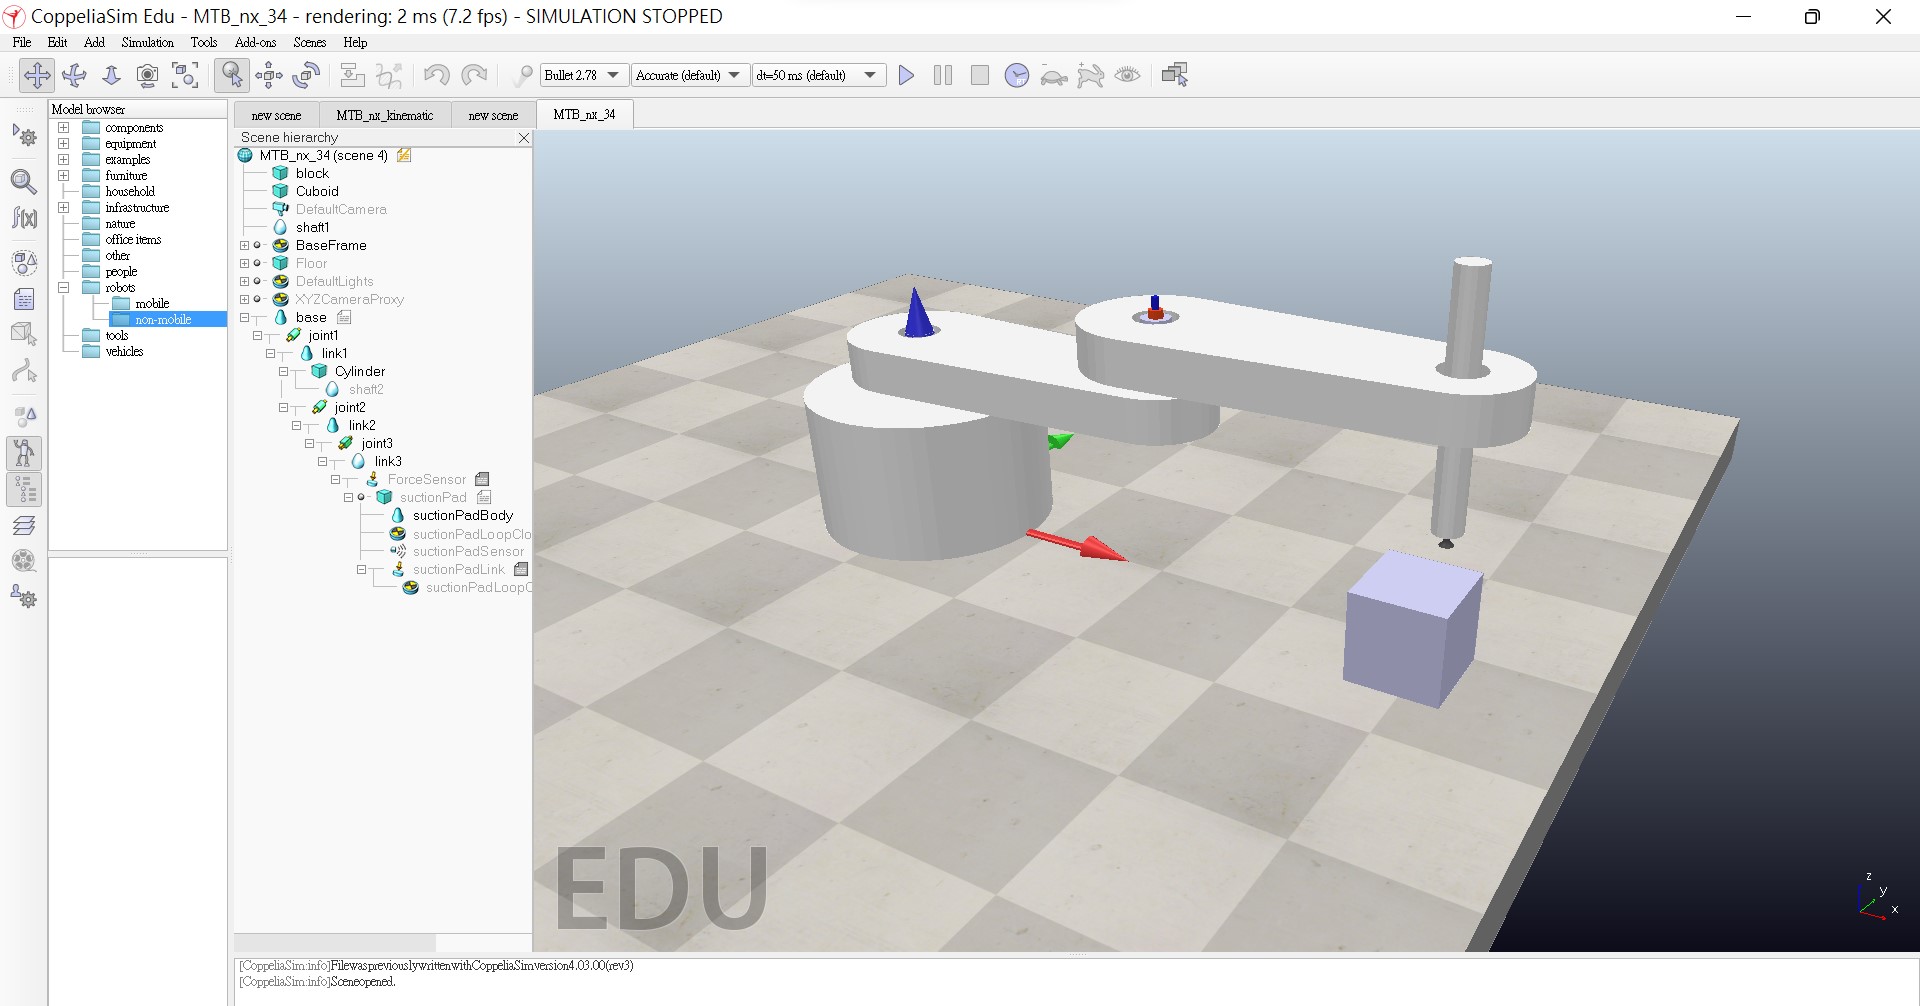 CoppeliaSim Edu - MTB_nx_34 - rendering: 2 ms (7.2 fps) - SIMULATION STOPPED
File Edit Add Simulation Tools Add-ons Scenes Help
Bullet 2.78 Accurate (default) dt=50 ms (default)
Model browser
components
equipment
examples
furniture
household
infrastructure
nature
office items
other
people
robots
mobile
non-mobile
tools
vehicles
f(x)
new scene MTB_nx_kinematic new scene MTB_nx_34
Scene hierarchy
MTB_nx_34 (scene 4)
block
Cuboid
DefaultCamera
shaft1
BaseFrame
Floor
DefaultLights
XYZCameraProxy
base
joint1
link1
Cylinder
shaft2
joint2
link2
joint3
link3
ForceSensor
suctionPad
suctionPadBody
suctionPadLoopClo
suctionPadSensor
suctionPadLink
suctionPadLoopC
EDU
z
y
x
[CoppeliaSim:info]FilewaspreviouslywrittenwithCoppeliaSimversion4.03.00(rev3)
[CoppeliaSim:info]Sceneopened.